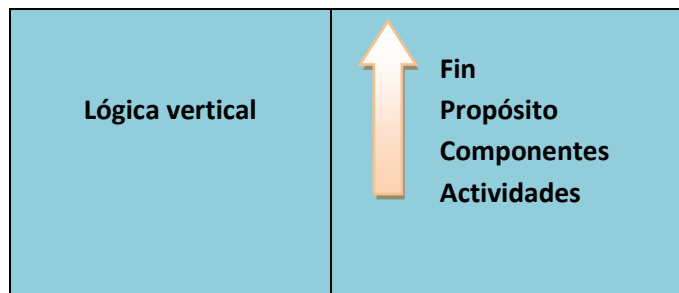 Lógica vertical
Fin
Propósito
Componentes
Actividades